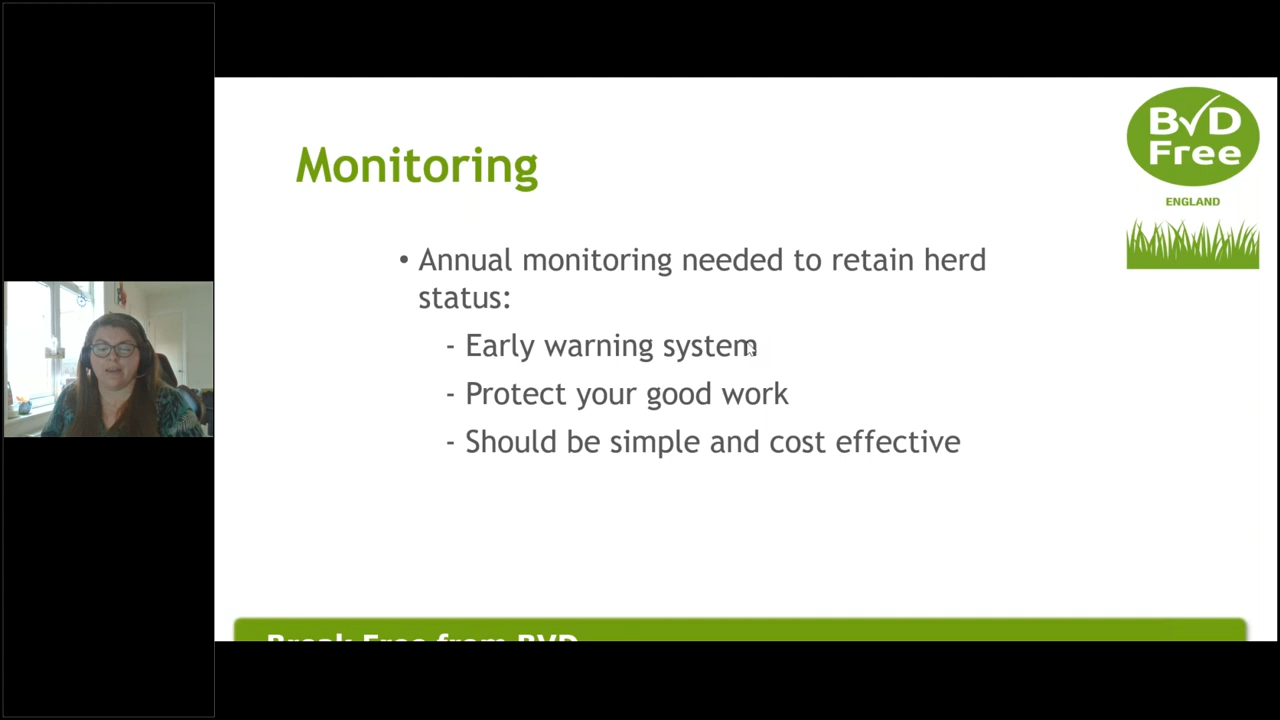 Monitoring
• Annual monitoring needed to retain herd
status:
- Early warning system
- Protect your good work
- Should be simple and cost effective
BVD
Free
ENGLAND
Break Free from BVD